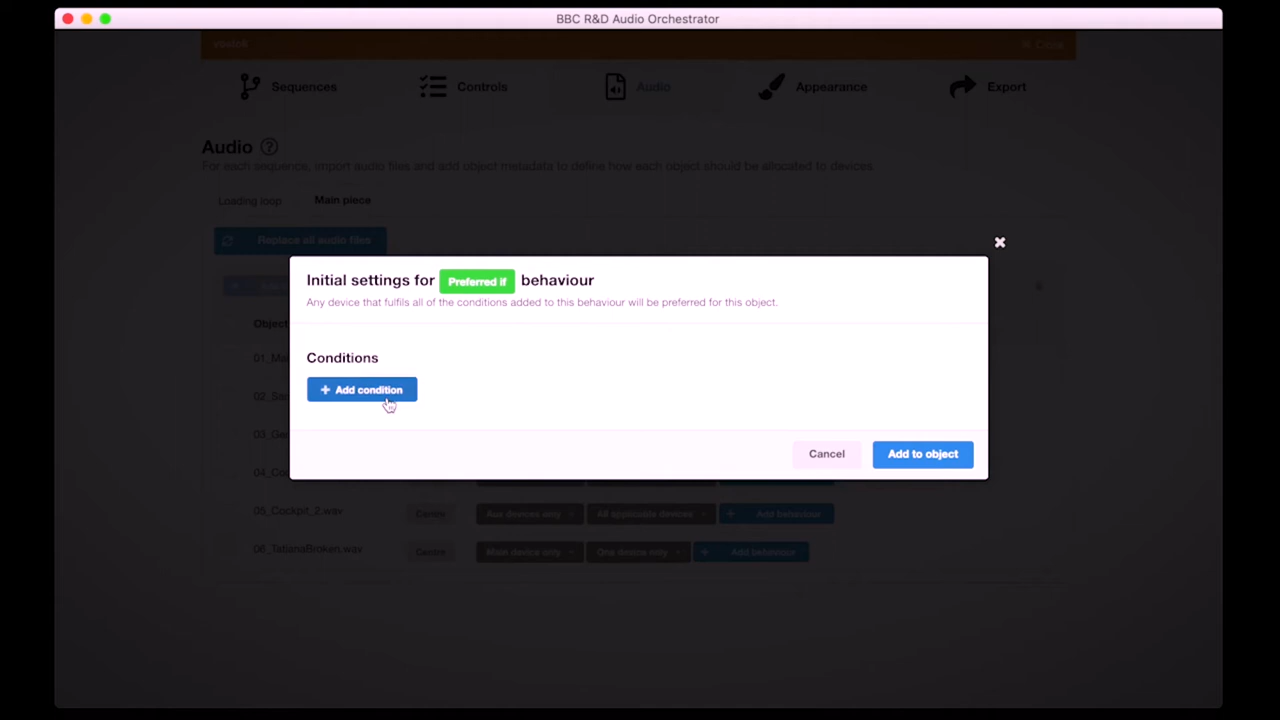 BBC R&D Audio Orchestrator
Close
Sequences
Controls
Audio
Appearance
Export
Audio
For each sequence, import audio files and add object metadata to define how each object should be allocated to devices.
Loading loop
Main piece
Replace all audio files
Initial settings for Preferred if behaviour
Any device that fulfils all of the conditions added to this behaviour will be preferred for this object.
Object
Conditions
+ Add condition
Cancel
Add to object
05_Cockpit_2.wav Centre Aux devices only All applicable devices + Add behaviour
06_TatianaBroken.wav Centre Main device only One device only + Add behaviour